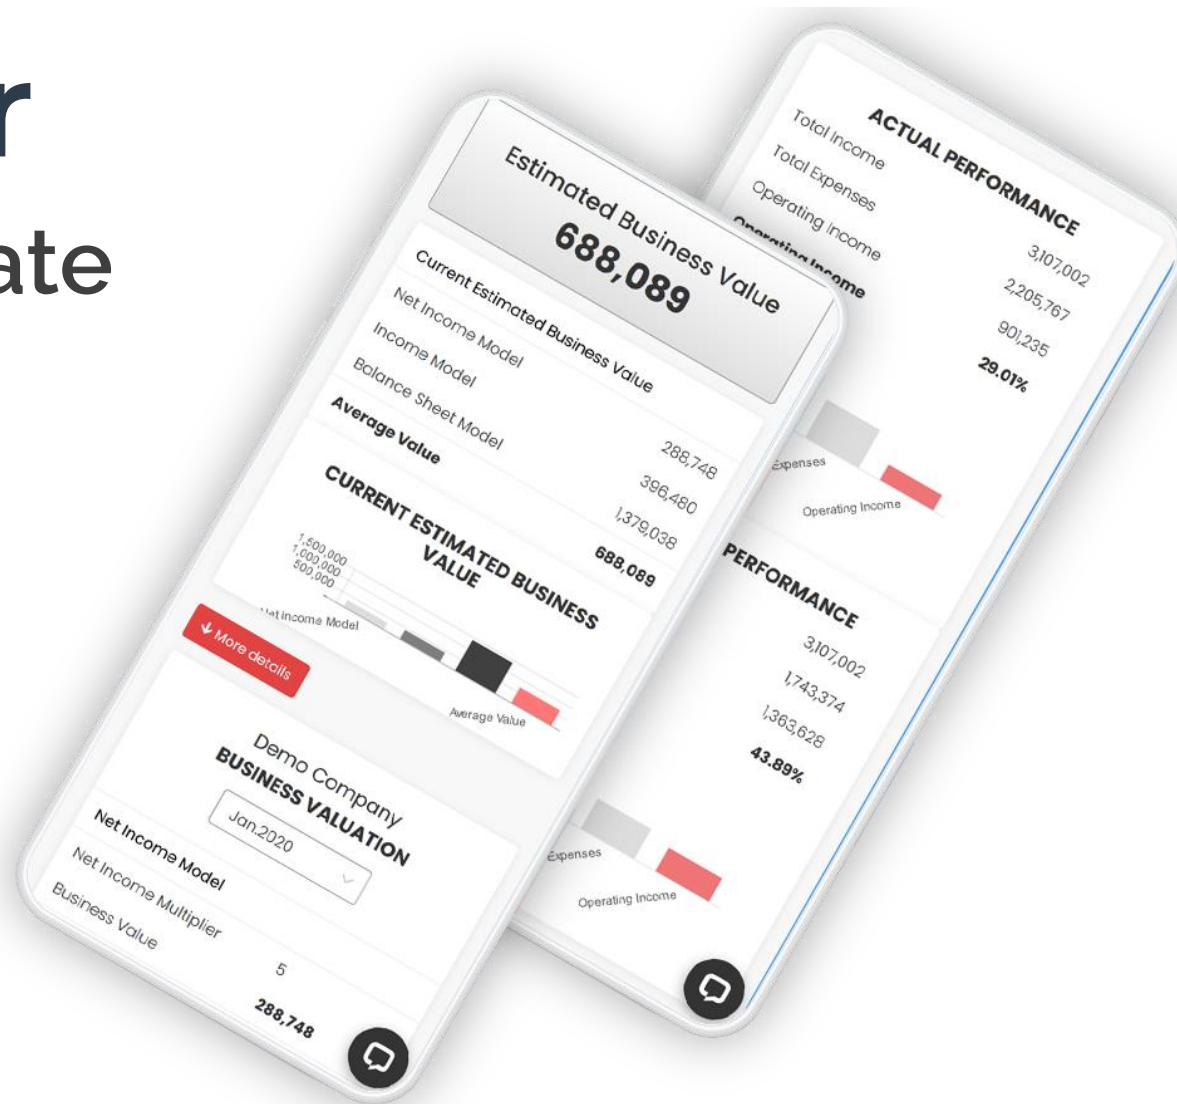 r
ate
Estimated Business Value
688,089
Current Estimated Business Value
Net Income Model 288,748
Income Model 396,480
Balance Sheet Model 1,379,038
Average Value 688,089
CURRENT ESTIMATED BUSINESS
VALUE
1,500,000
1,000,000
500,000
Net Income Model
Average Value
More details
Demo Company
BUSINESS VALUATION
Jan.2020
Net Income Model
Net Income Multiplier 5
Business Value 288,748
ACTUAL PERFORMANCE
Total Income 3,107,002
Total Expenses 2,205,767
Operating Income 901,235
Operating Income 29.01%
Expenses
Operating Income
PERFORMANCE
3,107,002
1,743,374
1,363,628
43.89%
Expenses
Operating Income